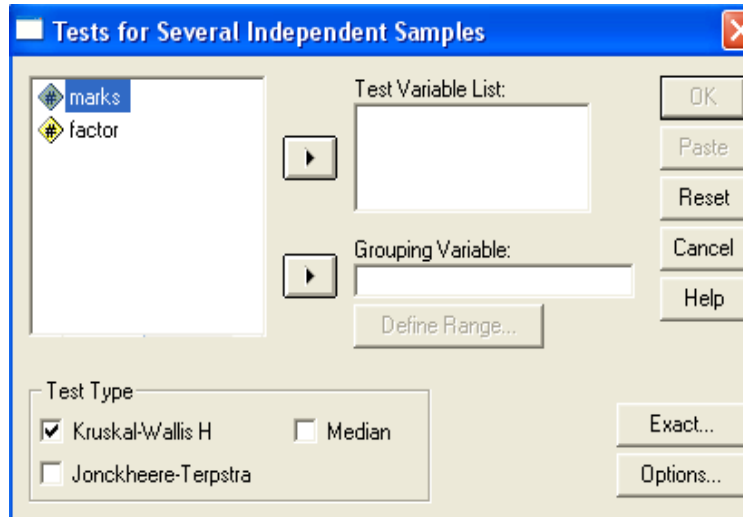 Tests for Several Independent Samples
marks
factor
Test Variable List:
Grouping Variable:
Define Range...
OK
Paste
Reset
Cancel
Help
Test Type
Kruskal-Wallis H
Median
Jonckheere-Terpstra
Exact...
Options...